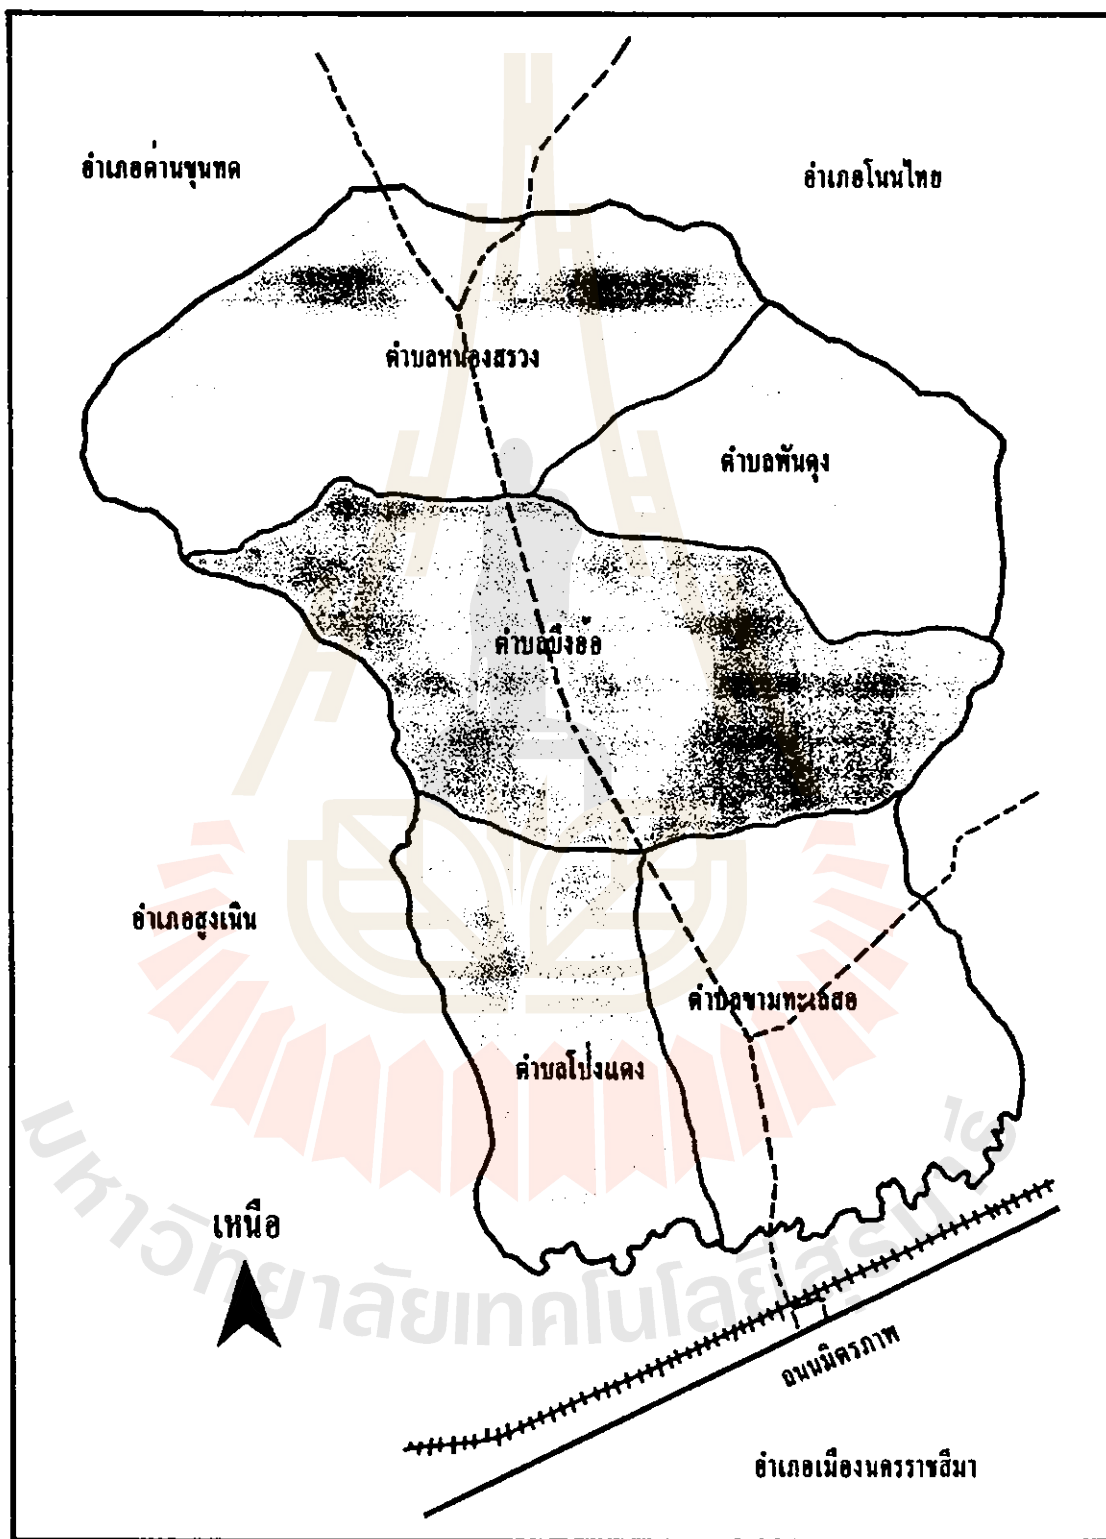 อำเภอด่านขุนทด
อำเภอโนนไทย
ตำบลหนองสรวง
ตำบลพันดุง
ตำบลบึงอ้อ
อำเภอสูงเนิน
ตำบลขามทะเลสอ
ตำบลโป่งแดง
เหนือ
มหาวิทยาลัยเทคโนโลยีสุรนารี
ถนนมิตรภาพ
อำเภอเมืองนครราชสีมา